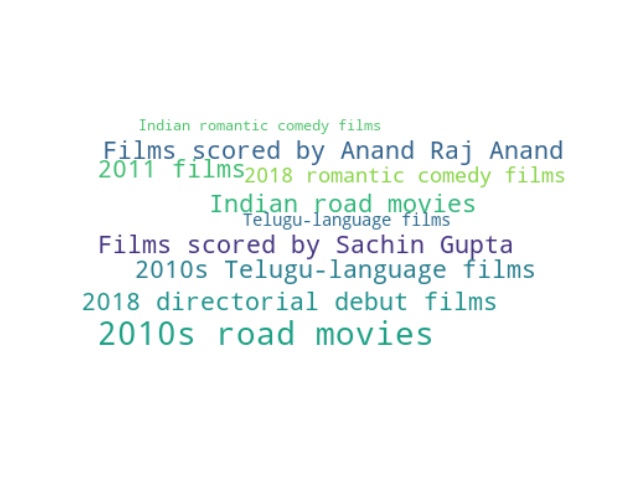 Indian romantic comedy films
Films scored by Anand Raj Anand
2011 films
2018 romantic comedy films
Indian road movies
Telugu-language films
Films scored by Sachin Gupta
2010s Telugu-language films
2018 directorial debut films
2010s road movies